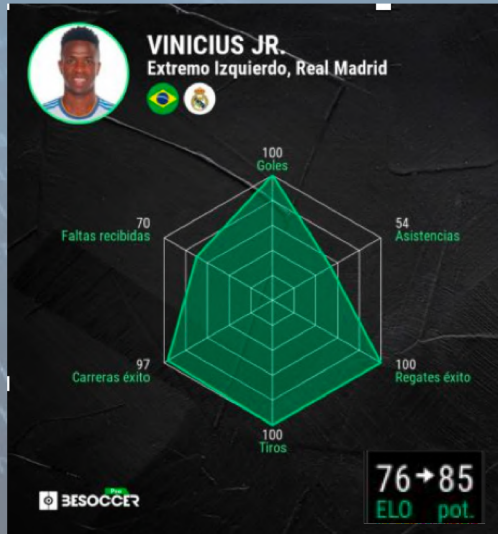 VINICIUS JR.
Extremo Izquierdo, Real Madrid
100
Goles
70
Faltas recibidas
54
Asistencias
97
Carreras éxito
100
Regates éxito
100
Tiros
Pro
BESOCCER
76→85
ELO pot.